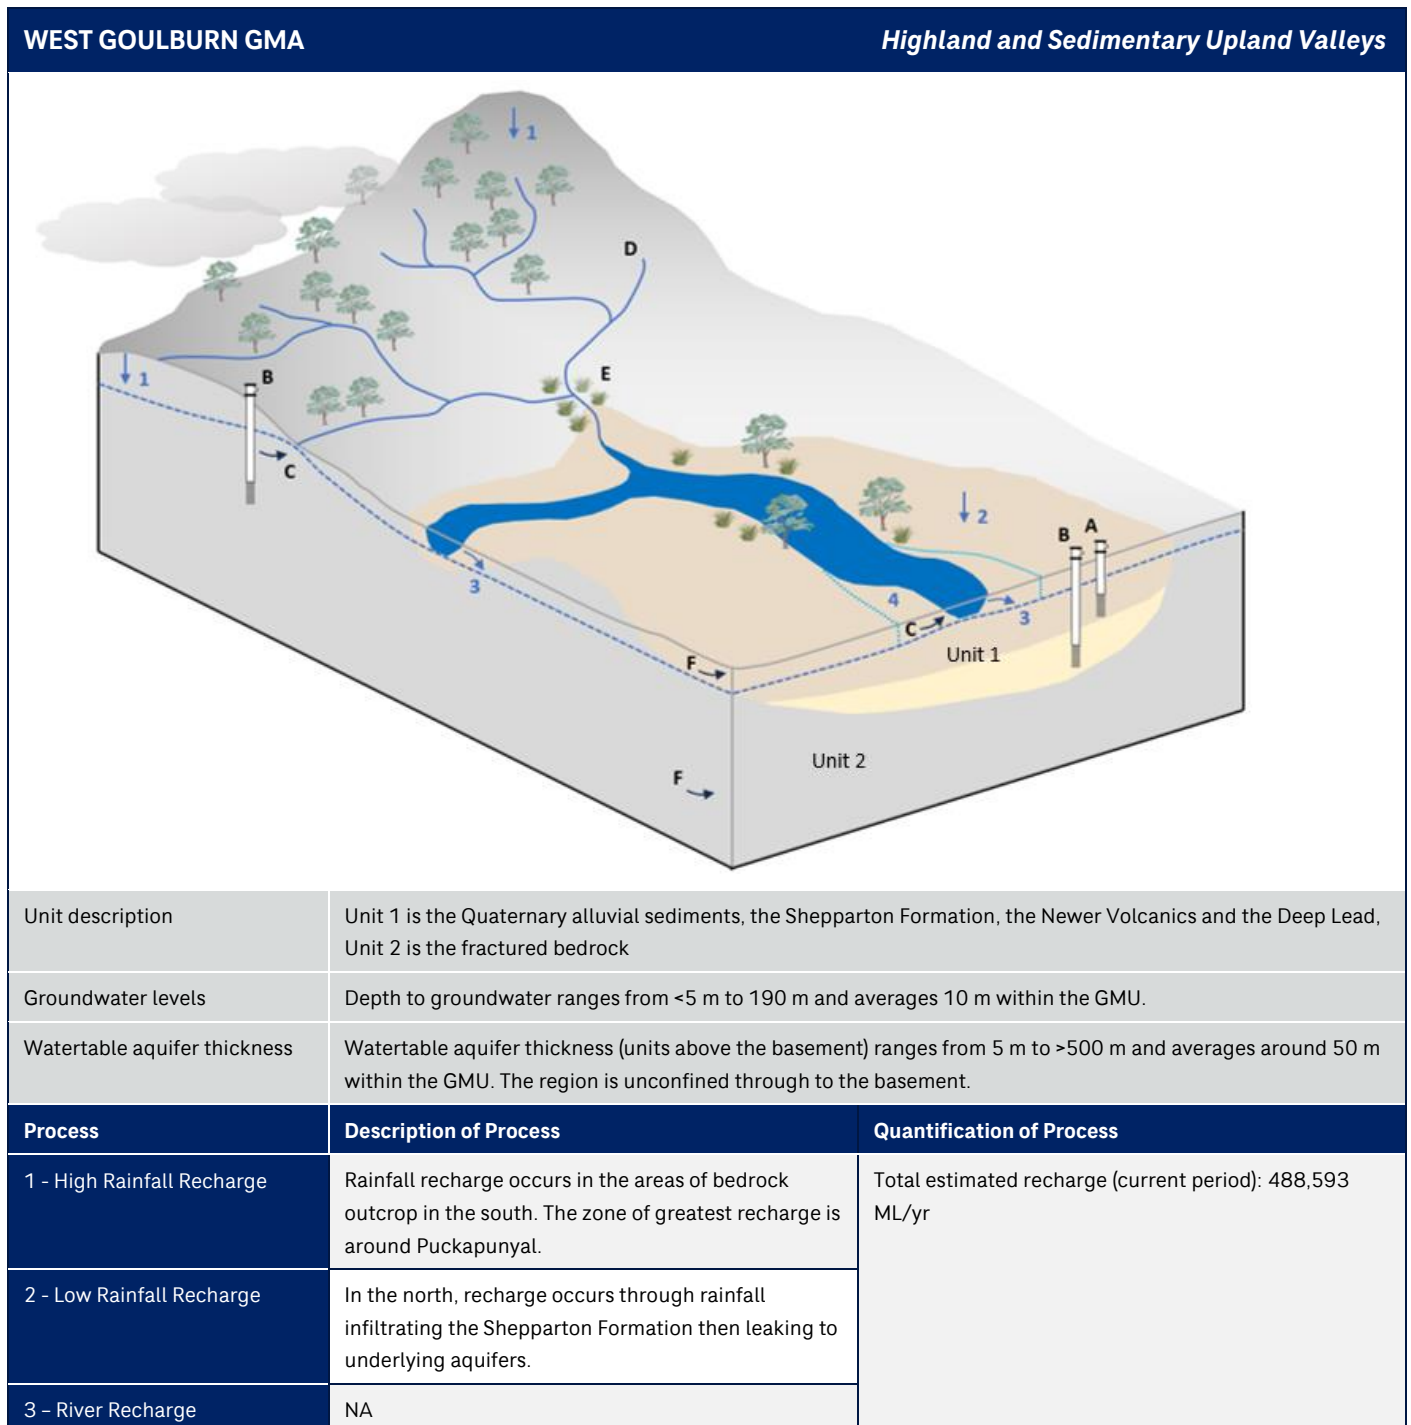 WEST GOULBURN GMA
Highland and Sedimentary Upland Valleys
1
D
1
B
E
C
2
B
A
3
4
C
3
Unit 1
F
Unit 2
F
Unit description
Unit 1 is the Quaternary alluvial sediments, the Shepparton Formation, the Newer Volcanics and the Deep Lead,
Unit 2 is the fractured bedrock
Groundwater levels
Depth to groundwater ranges from <5 m to 190 m and averages 10 m within the GMU.
Watertable aquifer thickness
Watertable aquifer thickness (units above the basement) ranges from 5 m to >500 m and averages around 50 m
within the GMU. The region is unconfined through to the basement.
Process
Description of Process
Quantification of Process
1 - High Rainfall Recharge
Rainfall recharge occurs in the areas of bedrock
outcrop in the south. The zone of greatest recharge is
around Puckapunyal.
Total estimated recharge (current period): 488,593
ML/yr
2 - Low Rainfall Recharge
In the north, recharge occurs through rainfall
infiltrating the Shepparton Formation then leaking to
underlying aquifers.
3 – River Recharge
NA